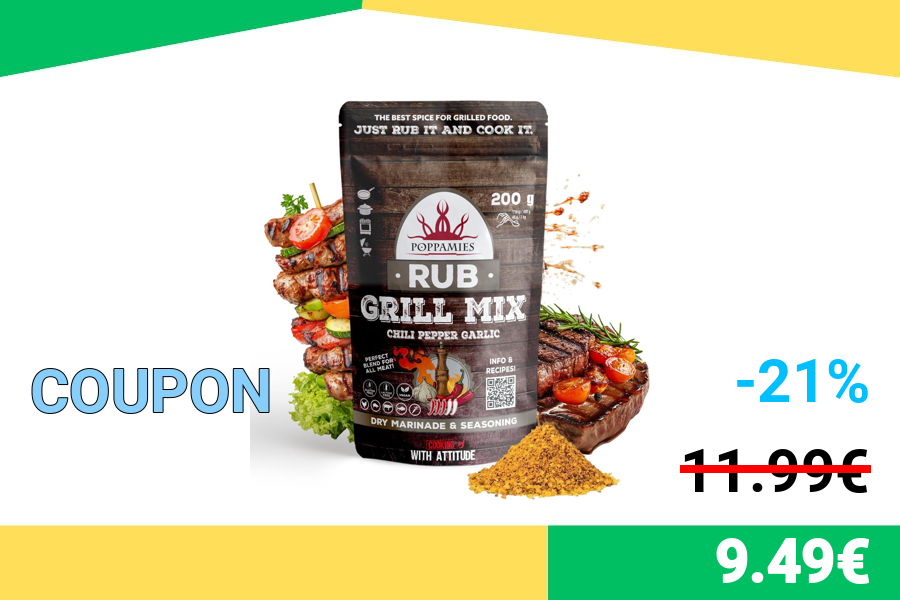 THE BEST SPICE FOR GRILLED FOOD.
JUST RUB IT AND COOK IT.
200 g
POPPAMIES
· RUB ·
GRILL MIX
CHILI PEPPER GARLIC
PERFECT
BLEND FOR
ALL MEAT!
INFO &
RECIPES!
DRY MARINADE & SEASONING
COOKING
WITH ATTITUDE
COUPON
-21%
11.99€
9.49€